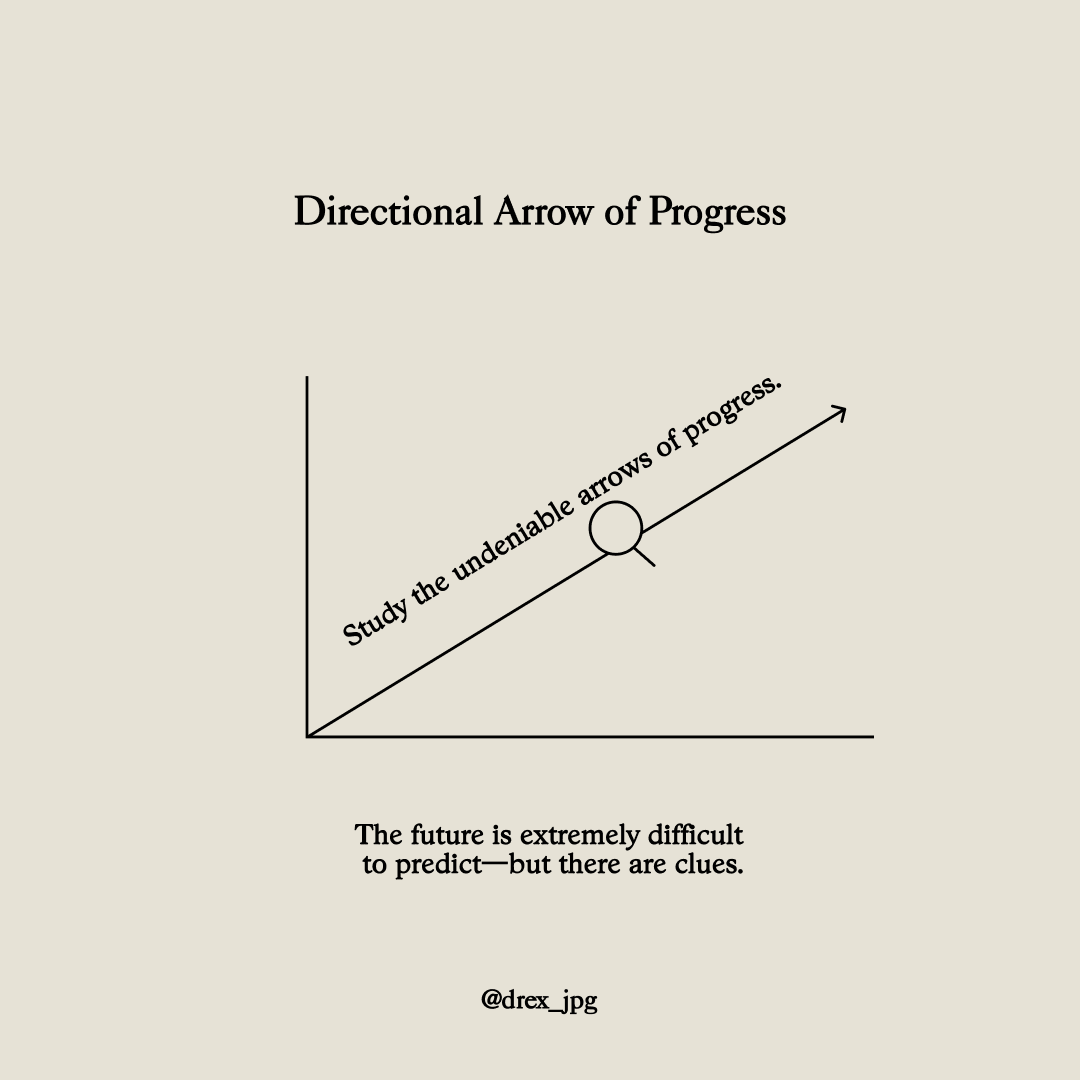 Directional Arrow of Progress
Study the undeniable arrows of progress.
The future is extremely difficult
to predict—but there are clues.
@drex_jpg